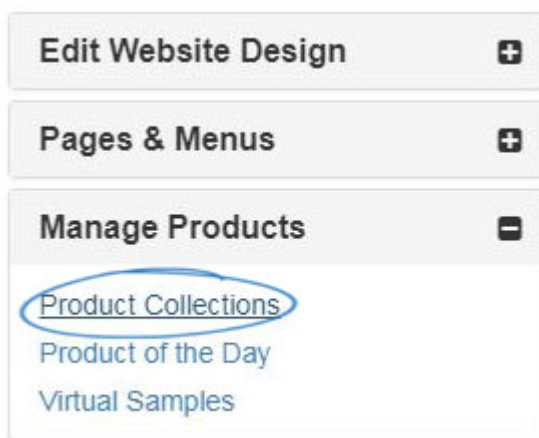 Edit Website Design
Pages & Menus
Manage Products
Product Collections
Product of the Day
Virtual Samples